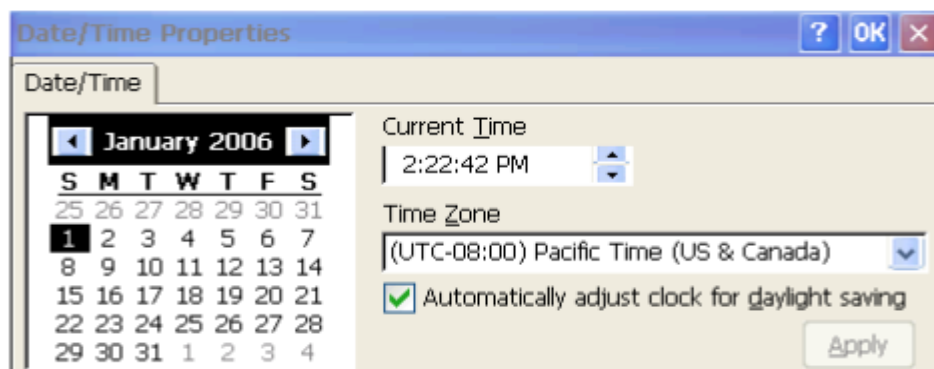 Date/Time Properties ? OK ×
Date/Time
January 2006
S M T W T F S
25 26 27 28 29 30 31
1 2 3 4 5 6 7
8 9 10 11 12 13 14
15 16 17 18 19 20 21
22 23 24 25 26 27 28
29 30 31 1 2 3 4
Current Time
2:22:42 PM
Time Zone
(UTC-08:00) Pacific Time (US & Canada)
Automatically adjust clock for daylight saving
Apply